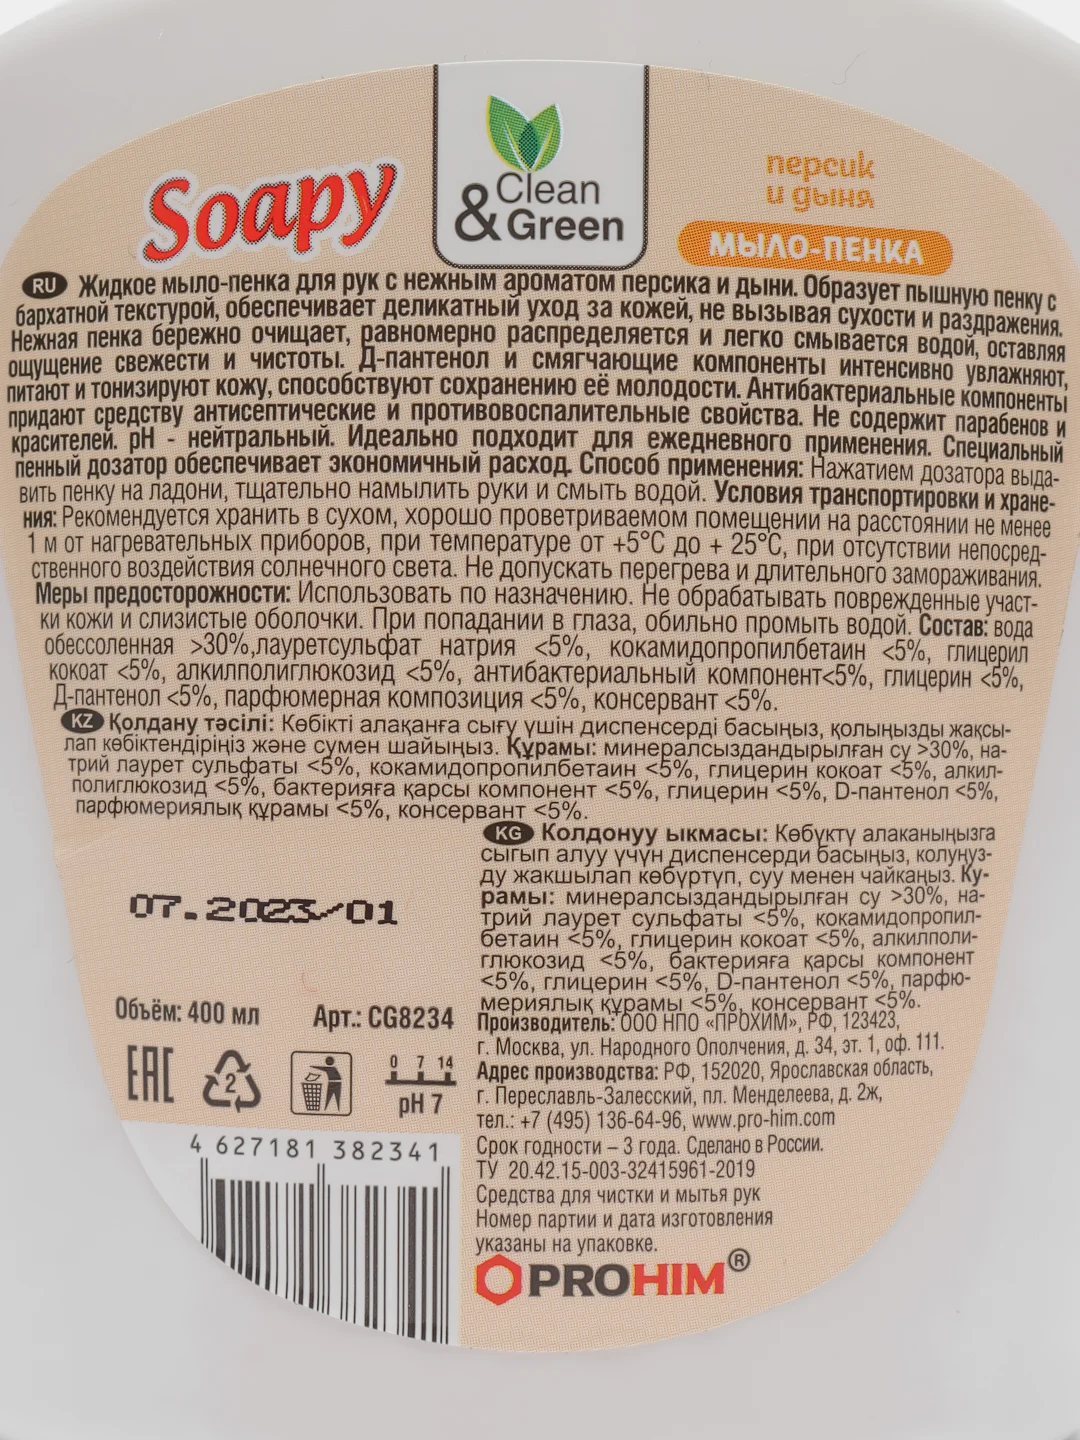 Soapy
Clean
& Green
персик
и дыня
МЫЛО-ПЕНКА
RU Жидкое мыло-пенка для рук с нежным ароматом персика и дыни. Образует пышную пенку с
бархатной текстурой, обеспечивает деликатный уход за кожей, не вызывая сухости и раздражения.
Нежная пенка бережно очищает, равномерно распределяется и легко смывается водой, оставляя
ощущение свежести и чистоты. Д-пантенол и смягчающие компоненты интенсивно увлажняют,
питают и тонизируют кожу, способствуют сохранению её молодости. Антибактериальные компоненты
придают средству антисептические и противовоспалительные свойства. Не содержит парабенов и
красителей. pH - нейтральный. Идеально подходит для ежедневного применения. Специальный
пенный дозатор обеспечивает экономичный расход. Способ применения: Нажатием дозатора выда-
вить пенку на ладони, тщательно намылить руки и смыть водой. Условия транспортировки и хране-
ния: Рекомендуется хранить в сухом, хорошо проветриваемом помещении на расстоянии не менее
1 м от нагревательных приборов, при температуре от +5°С до + 25°С, при отсутствии непосред-
ственного воздействия солнечного света. Не допускать перегрева и длительного замораживания.
Меры предосторожности: Использовать по назначению. Не обрабатывать поврежденные участ-
ки кожи и слизистые оболочки. При попадании в глаза, обильно промыть водой. Состав: вода
обессоленная >30%,лауретсульфат натрия <5%, кокамидопропилбетаин <5%, глицерил
кокоат <5%, алкилполиглюкозид <5%, антибактериальный компонент<5%, глицерин <5%,
Д-пантенол <5%, парфюмерная композиция <5%, консервант <5%.
KZ Қолдану тәсілі: Көбікті алақанға сығу үшін диспенсерді басыңыз, қолыңызды жақсы-
лап көбіктендіріңіз және сумен шайыңыз. Құрамы: минералсыздандырылған су >30%, на-
трий лаурет сульфаты <5%, кокамидопропилбетаин <5%, глицерин кокоат <5%, алкил-
полиглюкозид <5%, бактерияға қарсы компонент <5%, глицерин <5%, D-пантенол <5%,
парфюмериялық құрамы <5%, консервант <5%.
KG Колдонуу ыкмасы: Көбүктү алаканыңызга
сыгып алуу үчүн диспенсерди басыңыз, колуңуз-
ду жакшылап көбүртүп, суу менен чайкаңыз. Ку-
рамы: минералсыздандырылған су >30%, на-
трий лаурет сульфаты <5%, кокамидопропил-
бетаин <5%, глицерин кокоат <5%, алкилполи-
глюкозид <5%, бактерияға қарсы компонент
<5%, глицерин <5%, D-пантенол <5%, парфю-
мериялық құрамы <5%, консервант <5%.
07.2023/01
Объём: 400 мл
Арт.: CG8234
EAC
2
0 7 14
pH 7
4 627181 382341
Производитель: ООО НПО «ПРОХИМ», РФ, 123423,
г. Москва, ул. Народного Ополчения, д. 34, эт. 1, оф. 111.
Адрес производства: РФ, 152020, Ярославская область,
г. Переславль-Залесский, пл. Менделеева, д. 2ж,
тел.: +7 (495) 136-64-96, www.pro-him.com
Срок годности – 3 года. Сделано в России.
ТУ 20.42.15-003-32415961-2019
Средства для чистки и мытья рук
Номер партии и дата изготовления
указаны на упаковке.
PROHIM®